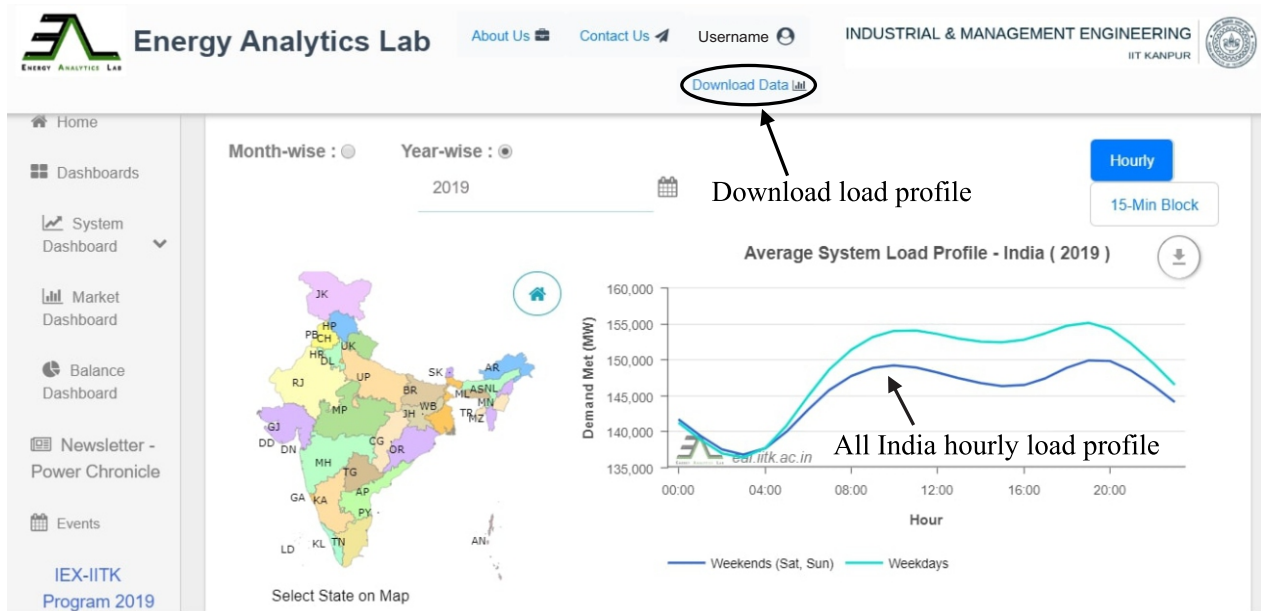 Energy Analytics Lab
ENERGY ANALYTICS LAB
About Us
Contact Us
Username
INDUSTRIAL & MANAGEMENT ENGINEERING
IIT KANPUR
Download Data
Home
Dashboards
System
Dashboard
Market
Dashboard
Balance
Dashboard
Newsletter -
Power Chronicle
Events
IEX-IITK
Program 2019
Month-wise :
Year-wise :
2019
Download load profile
Hourly
15-Min Block
JK
HP
PB
CH
UK
HR
DL
RJ
UP
SK
AR
BR
ML
AS
NL
MN
MP
JH
WB
TR
MZ
GJ
DD
DN
CG
OR
MH
TG
GA
KA
AP
PY
LD
KL
TN
AN
Select State on Map
Average System Load Profile - India ( 2019 )
Demand Met (MW)
160,000
155,000
150,000
145,000
140,000
135,000
All India hourly load profile
eal.iitk.ac.in
00:00 04:00 08:00 12:00 16:00 20:00
Hour
Weekends (Sat, Sun) Weekdays